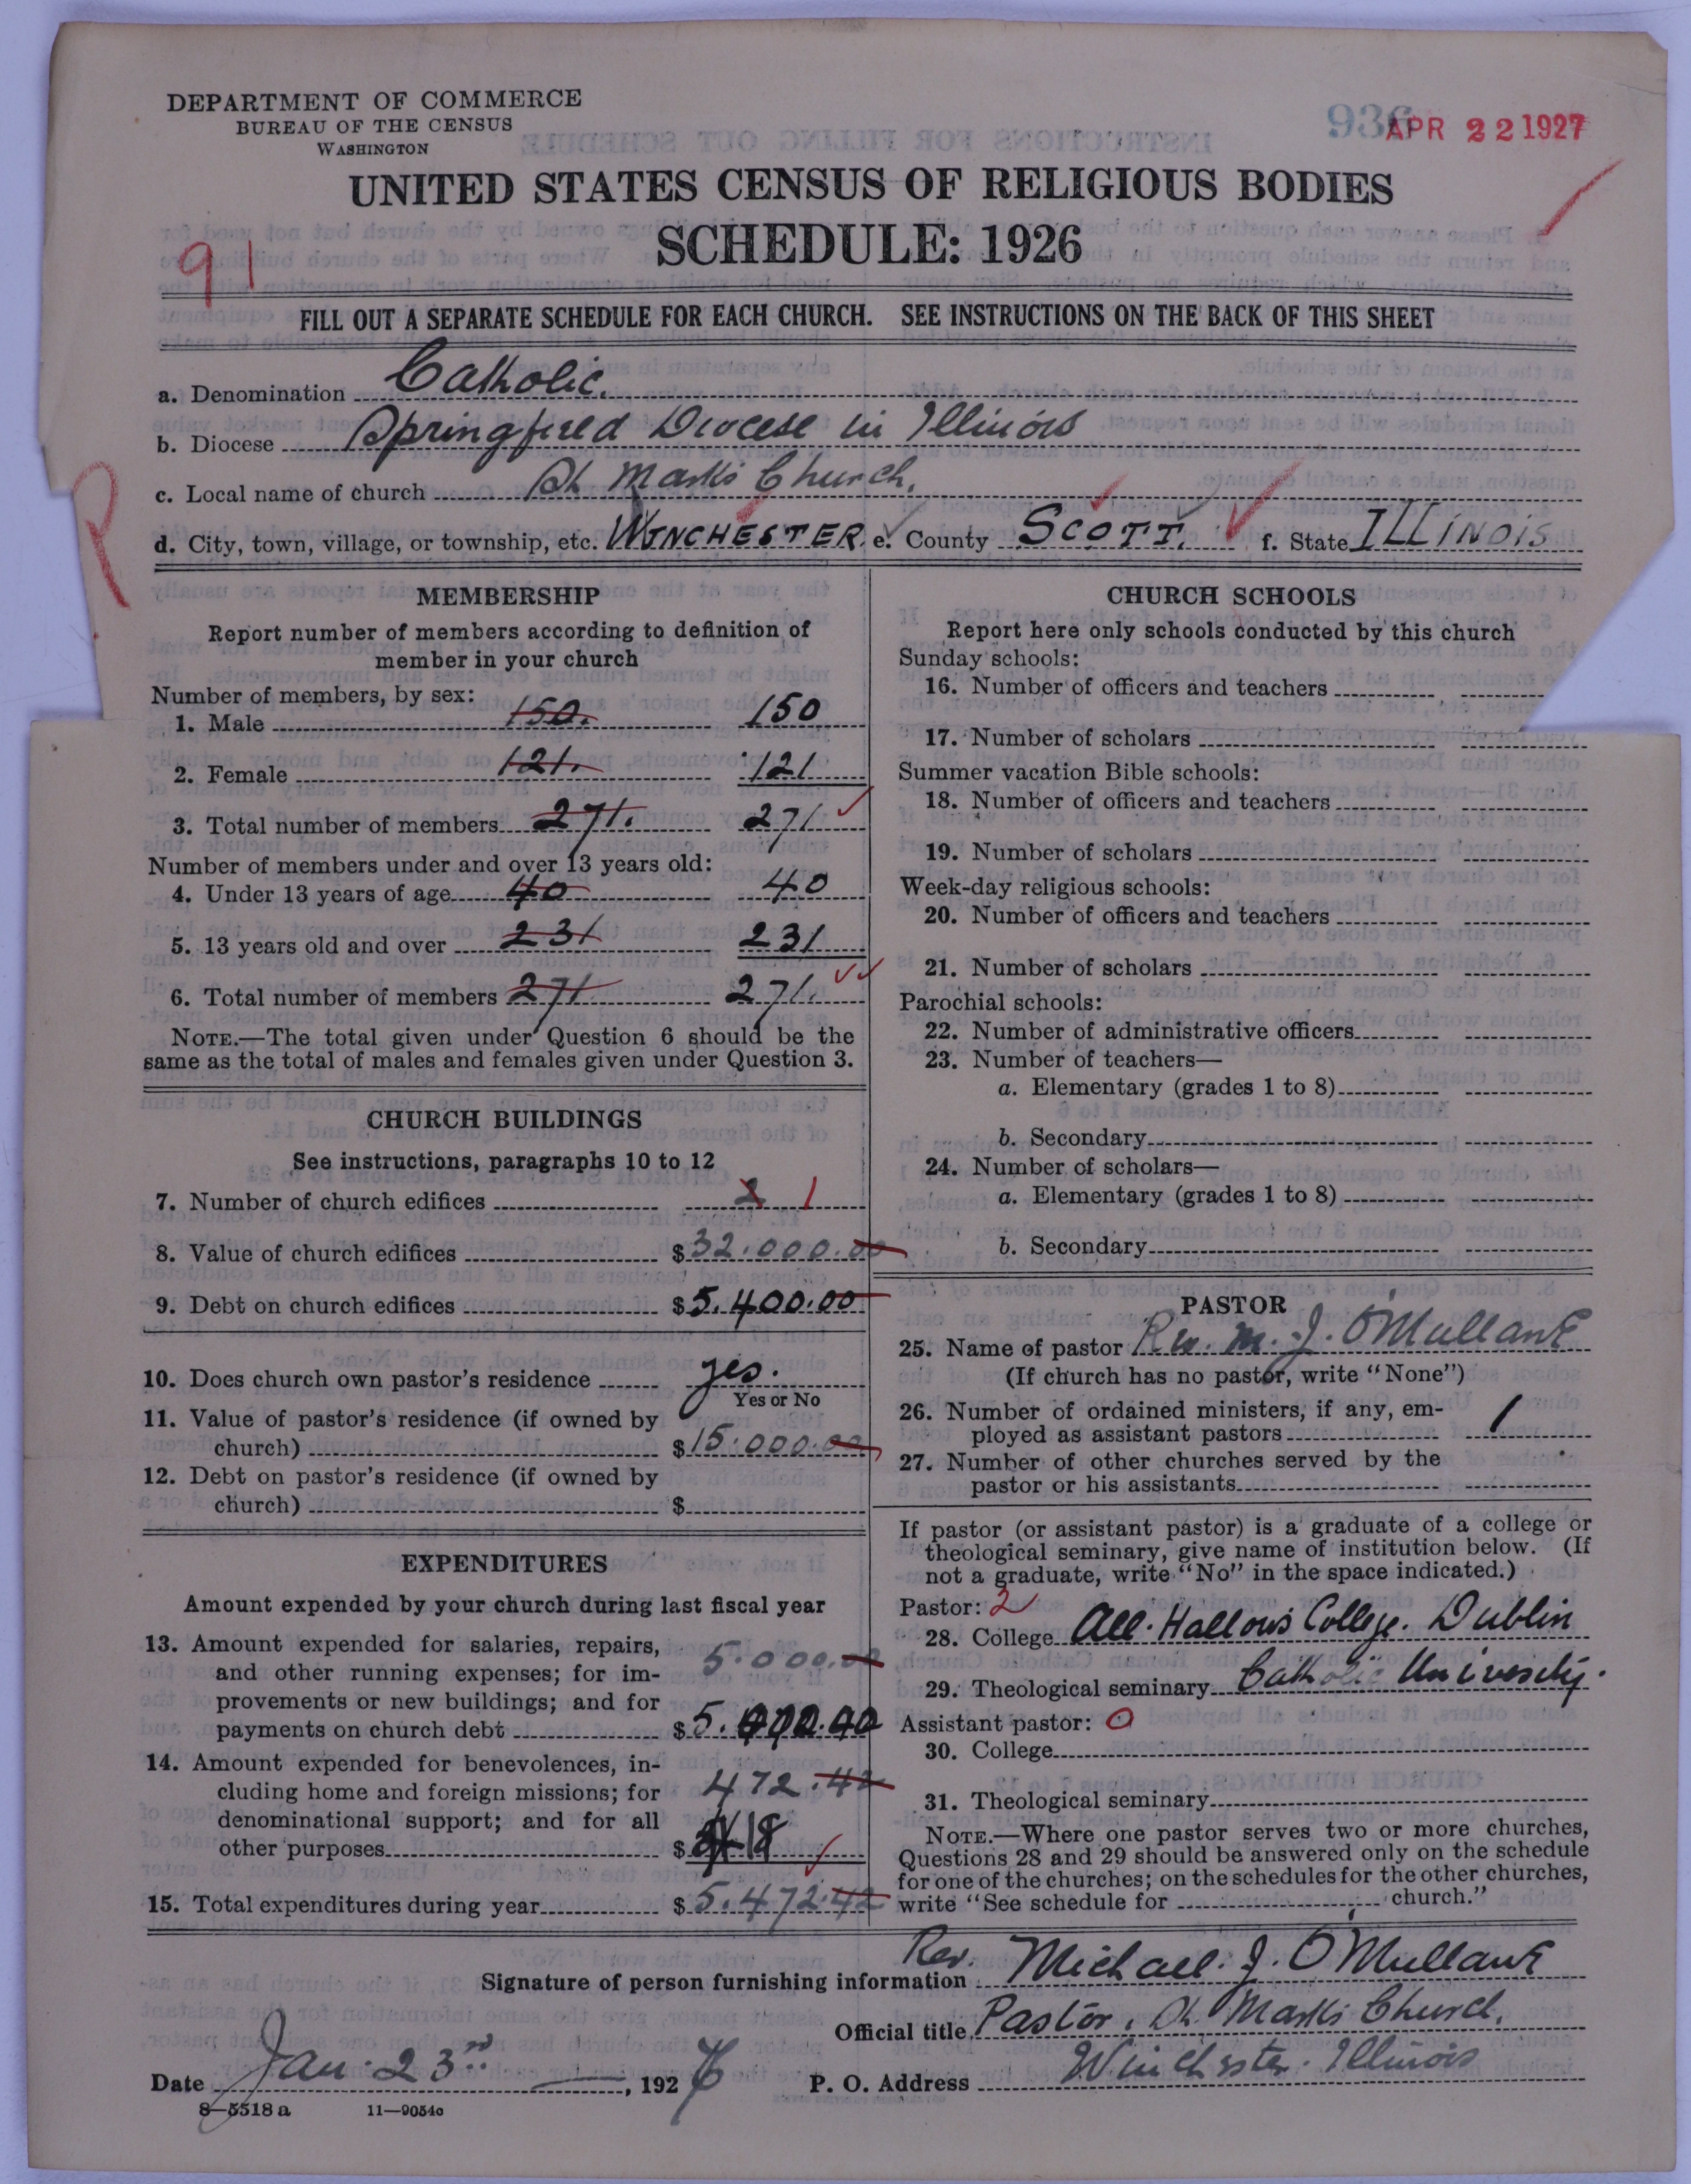 DEPARTMENT OF COMMERCE
BUREAU OF THE CENSUS
WASHINGTON
936
APR 22 1927
UNITED STATES CENSUS OF RELIGIOUS BODIES
SCHEDULE: 1926
91
FILL OUT A SEPARATE SCHEDULE FOR EACH CHURCH. SEE INSTRUCTIONS ON THE BACK OF THIS SHEET
a. Denomination Catholic.
b. Diocese Springfield Diocese in Illinois
c. Local name of church St Marks Church.
d. City, town, village, or township, etc. WINCHESTER. e. County SCOTT. f. State ILLINOIS
MEMBERSHIP
Report number of members according to definition of
member in your church
Number of members, by sex:
1. Male 150. 150
2. Female 121. 121
3. Total number of members 271. 271
Number of members under and over 13 years old:
4. Under 13 years of age 40 40
5. 13 years old and over 231 231
6. Total number of members 271. 271.
NOTE.—The total given under Question 6 should be the
same as the total of males and females given under Question 3.
CHURCH BUILDINGS
See instructions, paragraphs 10 to 12
7. Number of church edifices 1
8. Value of church edifices $32.000.00
9. Debt on church edifices $5.400.00
10. Does church own pastor's residence yes.
Yes or No
11. Value of pastor's residence (if owned by
church) $15.000.00
12. Debt on pastor's residence (if owned by
church) $
EXPENDITURES
Amount expended by your church during last fiscal year
13. Amount expended for salaries, repairs, 5.000.00
and other running expenses; for im-
provements or new buildings; and for
payments on church debt $5.000.00
14. Amount expended for benevolences, in-
cluding home and foreign missions; for 472.42
denominational support; and for all
other purposes $
15. Total expenditures during year $5.472.42
CHURCH SCHOOLS
Report here only schools conducted by this church
Sunday schools:
16. Number of officers and teachers
17. Number of scholars
Summer vacation Bible schools:
18. Number of officers and teachers
19. Number of scholars
Week-day religious schools:
20. Number of officers and teachers
21. Number of scholars
Parochial schools:
22. Number of administrative officers
23. Number of teachers—
a. Elementary (grades 1 to 8)
b. Secondary
24. Number of scholars—
a. Elementary (grades 1 to 8)
b. Secondary
PASTOR
25. Name of pastor Rev. M. J. O'Mullane
(If church has no pastor, write "None")
26. Number of ordained ministers, if any, em-
ployed as assistant pastors 1
27. Number of other churches served by the
pastor or his assistants
If pastor (or assistant pastor) is a graduate of a college or
theological seminary, give name of institution below. (If
not a graduate, write "No" in the space indicated.)
Pastor: 2
28. College All. Hallows College. Dublin
29. Theological seminary Catholic University.
Assistant pastor: 0
30. College
31. Theological seminary
NOTE.—Where one pastor serves two or more churches,
Questions 28 and 29 should be answered only on the schedule
for one of the churches; on the schedules for the other churches,
write "See schedule for church."
Signature of person furnishing information Rev. Michael. J. O'Mullane
Official title Pastor. St. Marks Church.
Date Jan. 23rd, 1926 P. O. Address Winchester. Illinois
8—5518 a 11—9054c